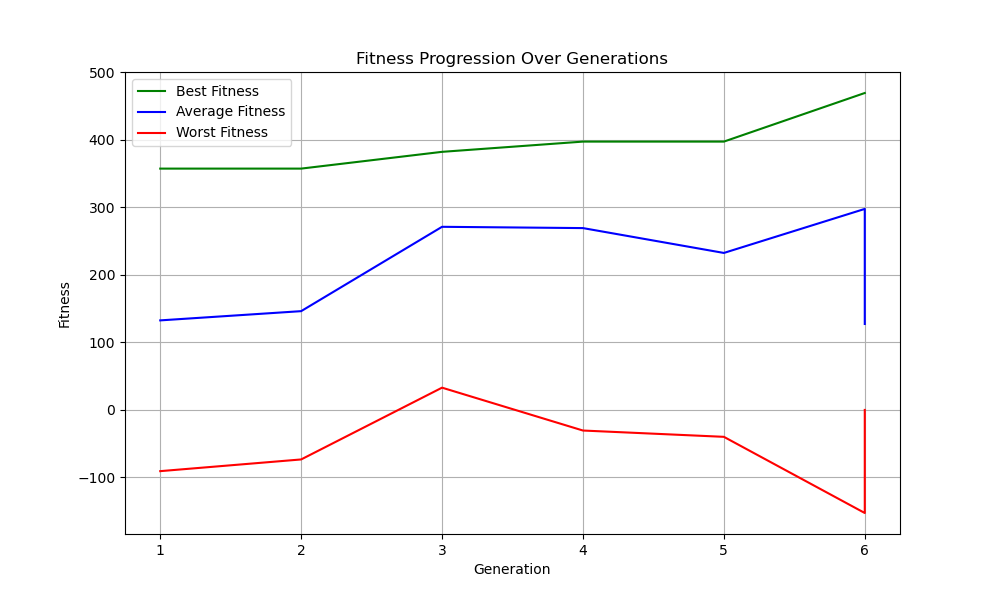 Fitness Progression Over Generations
Best Fitness
Average Fitness
Worst Fitness
500
400
300
200
100
0
−100
Fitness
1 2 3 4 5 6
Generation